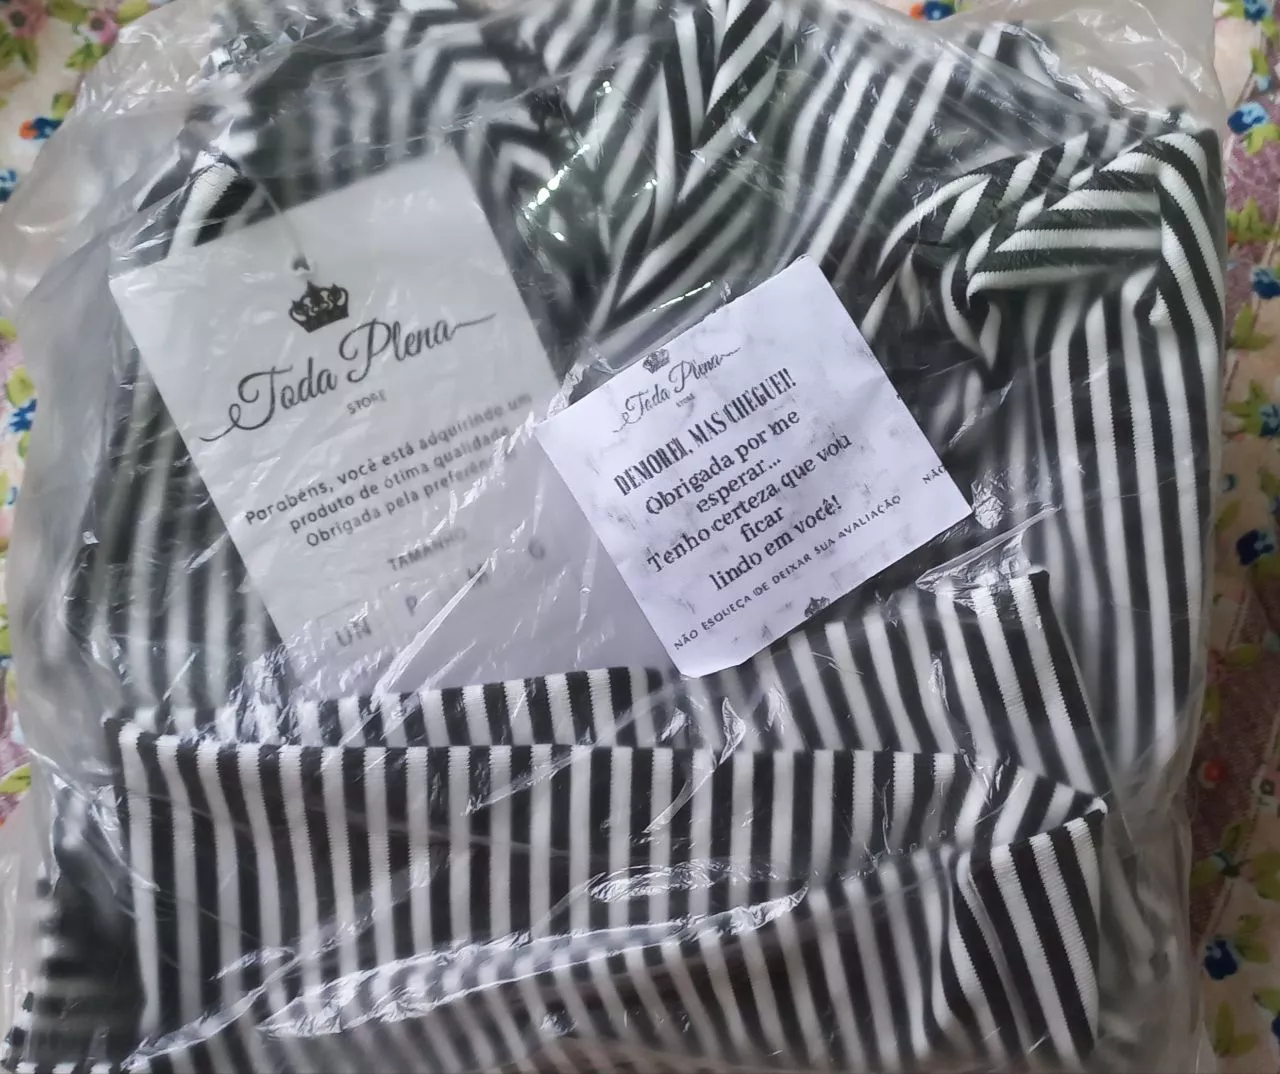 Toda Plena
STORE
Parabéns, você está adquirindo um
produto de ótima qualidade
Obrigada pela preferên
TAMANHO
UN P M G
Toda Plena
STORE
DEMOREI, MAS CHEGUEI!
Obrigada por me
esperar...
Tenho certeza que vou
ficar
lindo em você!
NÃO ESQUEÇA DE DEIXAR SUA AVALIAÇÃO
NÃO